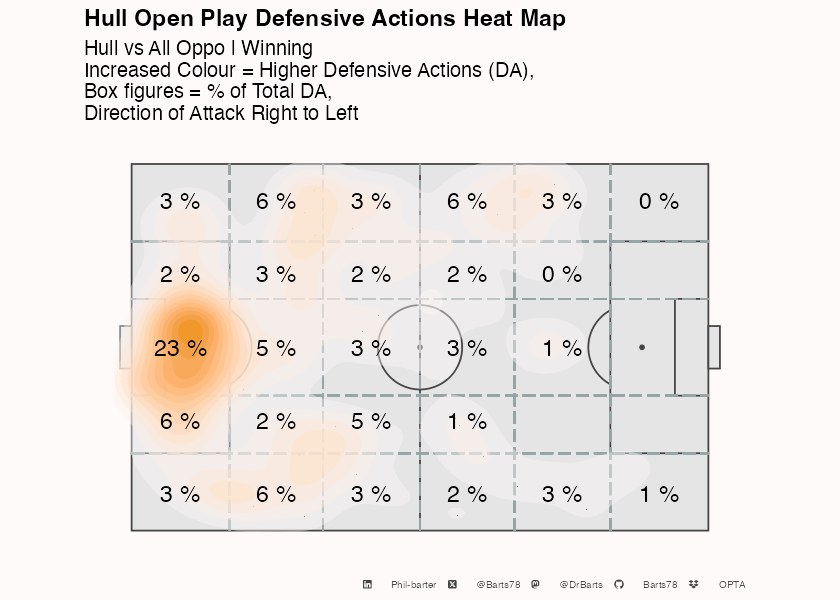 Hull Open Play Defensive Actions Heat Map
Hull vs All Oppo I Winning
Increased Colour = Higher Defensive Actions (DA),
Box figures = % of Total DA,
Direction of Attack Right to Left
3 % 6 % 3 % 6 % 3 % 0 %
2 % 3 % 2 % 2 % 0 %
23 % 5 % 3 % 3 % 1 %
6 % 2 % 5 % 1 %
3 % 6 % 3 % 2 % 3 % 1 %
Phil-barter @Barts78 @DrBarts Barts78 OPTA